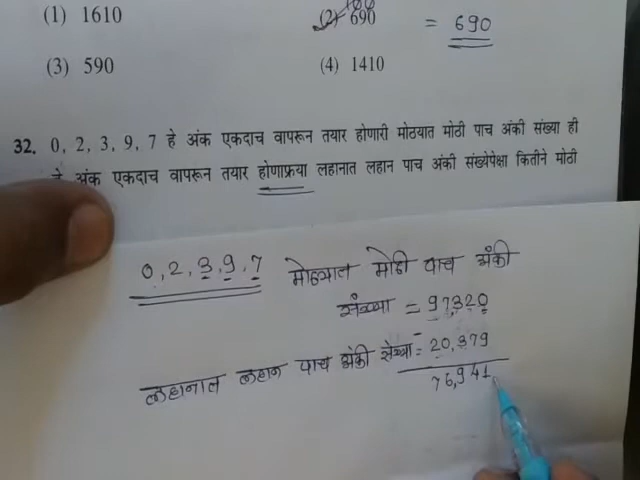 (1) 1610
(2) 690
= 690
(3) 590
(4) 1410
32. 0, 2, 3, 9, 7 हे अंक एकदाच वापरून तयार होणारी मोठयात मोठी पाच अंकी संख्या ही
अंक एकदाच वापरून तयार होणाऱ्या लहानात लहान पाच अंकी संख्येपेक्षा कितीने मोठी
0,2,3,9,7 मोठ्यात मोठी पाच अंकी
संख्या = 97,320
लहानात लहान पाच अंकी संख्या = 20,379
76,941